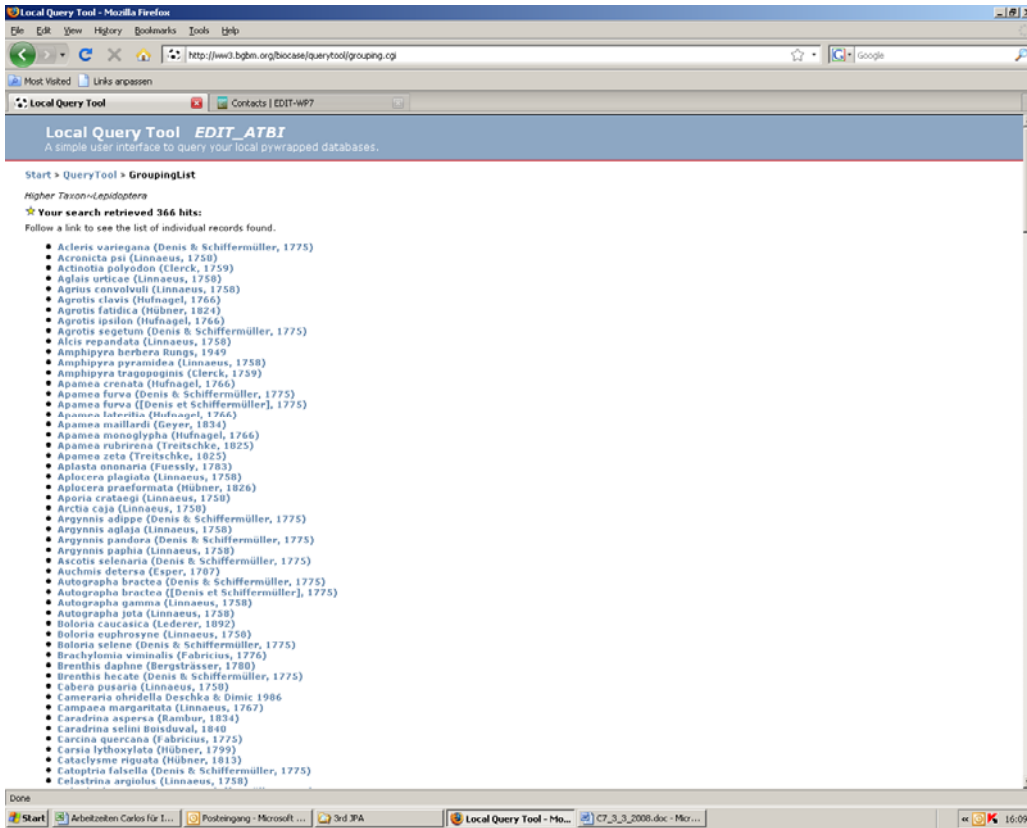 Local Query Tool - Mozilla Firefox
File Edit View History Bookmarks Tools Help
http://ww3.bgbm.org/biocase/querytool/grouping.cgi
Google
Most Visited Links anpassen
Local Query Tool Contacts | EDIT-WP7
Local Query Tool EDIT_ATBI
A simple user interface to query your local pywrapped databases.
Start > QueryTool > GroupingList
Higher Taxon~Lepidoptera
Your search retrieved 366 hits:
Follow a link to see the list of individual records found.
Acleris variegana (Denis & Schiffermüller, 1775)
Acronicta psi (Linnaeus, 1758)
Actinotia polyodon (Clerck, 1759)
Aglais urticae (Linnaeus, 1758)
Agrius convolvuli (Linnaeus, 1758)
Agrotis clavis (Hufnagel, 1766)
Agrotis fatidica (Hübner, 1824)
Agrotis ipsilon (Hufnagel, 1766)
Agrotis segetum (Denis & Schiffermüller, 1775)
Alcis repandata (Linnaeus, 1758)
Amphipyra berbera Rungs, 1949
Amphipyra pyramidea (Linnaeus, 1758)
Amphipyra tragopoginis (Clerck, 1759)
Apamea crenata (Hufnagel, 1766)
Apamea furva (Denis & Schiffermüller, 1775)
Apamea furva ([Denis et Schiffermüller], 1775)
Apamea lateritia (Hufnagel, 1766)
Apamea maillardi (Geyer, 1834)
Apamea monoglypha (Hufnagel, 1766)
Apamea rubrirena (Treitschke, 1825)
Apamea zeta (Treitschke, 1825)
Aplasta ononaria (Fuessly, 1783)
Aplocera plagiata (Linnaeus, 1758)
Aplocera praeformata (Hübner, 1826)
Aporia crataegi (Linnaeus, 1758)
Arctia caja (Linnaeus, 1758)
Argynnis adippe (Denis & Schiffermüller, 1775)
Argynnis aglaja (Linnaeus, 1758)
Argynnis pandora (Denis & Schiffermüller, 1775)
Argynnis paphia (Linnaeus, 1758)
Ascotis selenaria (Denis & Schiffermüller, 1775)
Auchmis detersa (Esper, 1787)
Autographa bractea (Denis & Schiffermüller, 1775)
Autographa bractea ([Denis et Schiffermüller], 1775)
Autographa gamma (Linnaeus, 1758)
Autographa jota (Linnaeus, 1758)
Boloria caucasica (Lederer, 1892)
Boloria euphrosyne (Linnaeus, 1758)
Boloria selene (Denis & Schiffermüller, 1775)
Brachylomia viminalis (Fabricius, 1776)
Brenthis daphne (Bergsträsser, 1780)
Brenthis hecate (Denis & Schiffermüller, 1775)
Cabera pusaria (Linnaeus, 1758)
Cameraria ohridella Deschka & Dimic 1986
Campaea margaritata (Linnaeus, 1767)
Caradrina aspersa (Rambur, 1834)
Caradrina selini Boisduval, 1840
Carcina quercana (Fabricius, 1775)
Carsia lythoxylata (Hübner, 1799)
Cataclysme riguata (Hübner, 1813)
Catoptria falsella (Denis & Schiffermüller, 1775)
Celastrina argiolus (Linnaeus, 1758)
Done
Start Arbeitzeiten Carlos für I... Posteingang - Microsoft ... 3rd JPA Local Query Tool - Mo... C7_3_3_2008.doc - Micr... 16:09